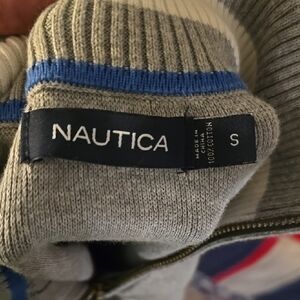 NAUTICA
MADE IN
CHINA
100% COTTON
S